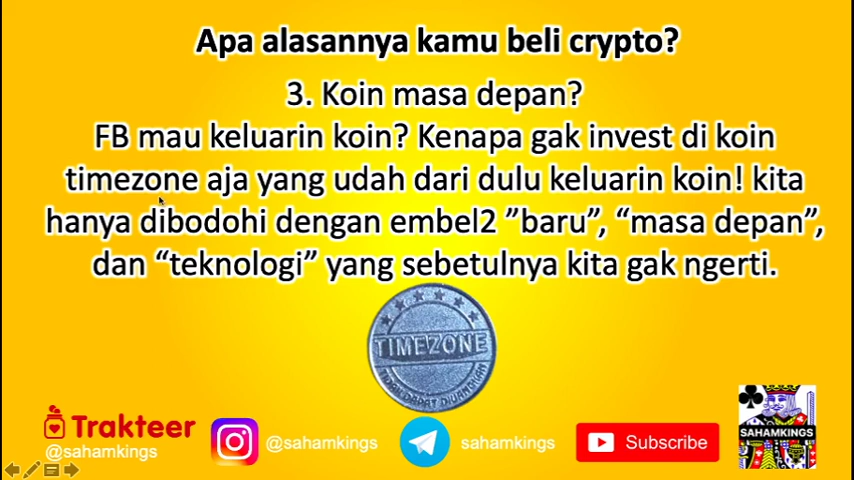 Apa alasannya kamu beli crypto?
3. Koin masa depan?
FB mau keluarin koin? Kenapa gak invest di koin
timezone aja yang udah dari dulu keluarin koin! kita
hanya dibodohi dengan embel2 ”baru”, “masa depan”,
dan “teknologi” yang sebetulnya kita gak ngerti.
TIMEZONE
TIDAK DAPAT DIUANGKAN
Trakteer
@sahamkings
@sahamkings
sahamkings
Subscribe
SAHAMKINGS